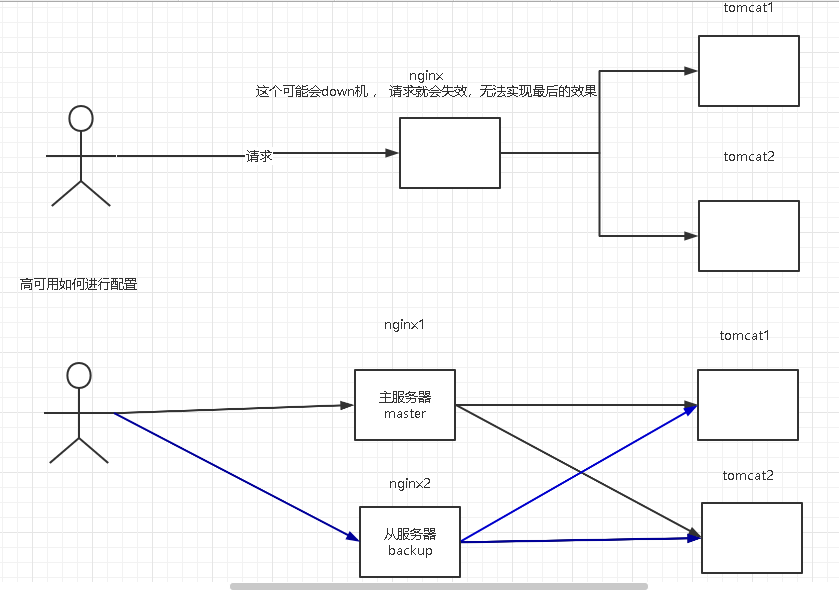 tomcat1
nginx
这个可能会down机， 请求就会失效，无法实现最后的效果
请求
tomcat2
高可用如何进行配置
nginx1
tomcat1
主服务器
master
tomcat2
nginx2
从服务器
backup